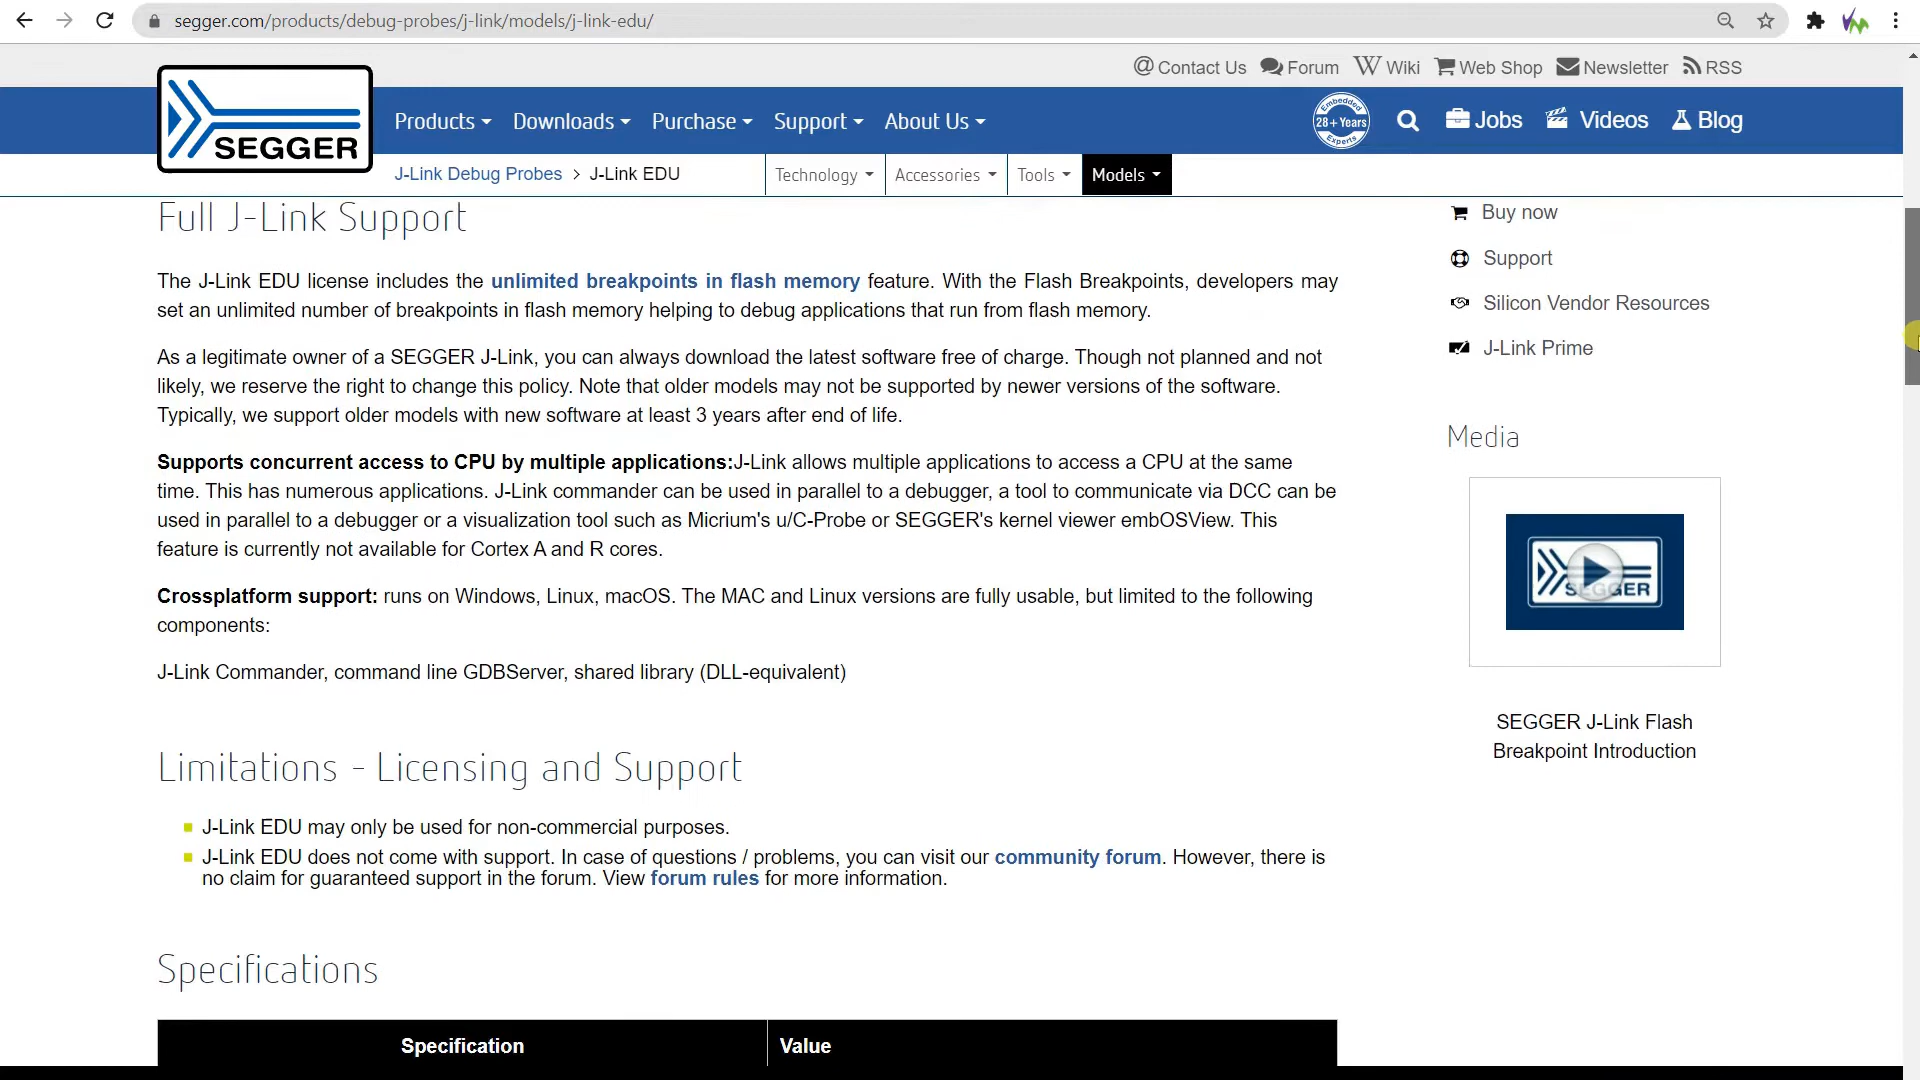 segger.com/products/debug-probes/j-link/models/j-link-edu/
Contact Us Forum Wiki Web Shop Newsletter RSS
SEGGER
Products Downloads Purchase Support About Us
Embedded
28+Years
Experts
Jobs Videos Blog
J-Link Debug Probes > J-Link EDU
Technology Accessories Tools Models
Full J-Link Support
The J-Link EDU license includes the unlimited breakpoints in flash memory feature. With the Flash Breakpoints, developers may
set an unlimited number of breakpoints in flash memory helping to debug applications that run from flash memory.
As a legitimate owner of a SEGGER J-Link, you can always download the latest software free of charge. Though not planned and not
likely, we reserve the right to change this policy. Note that older models may not be supported by newer versions of the software.
Typically, we support older models with new software at least 3 years after end of life.
Supports concurrent access to CPU by multiple applications:J-Link allows multiple applications to access a CPU at the same
time. This has numerous applications. J-Link commander can be used in parallel to a debugger, a tool to communicate via DCC can be
used in parallel to a debugger or a visualization tool such as Micrium's u/C-Probe or SEGGER's kernel viewer embOSView. This
feature is currently not available for Cortex A and R cores.
Crossplatform support: runs on Windows, Linux, macOS. The MAC and Linux versions are fully usable, but limited to the following
components:
J-Link Commander, command line GDBServer, shared library (DLL-equivalent)
Limitations - Licensing and Support
J-Link EDU may only be used for non-commercial purposes.
J-Link EDU does not come with support. In case of questions / problems, you can visit our community forum. However, there is
no claim for guaranteed support in the forum. View forum rules for more information.
Specifications
Specification Value
Buy now
Support
Silicon Vendor Resources
J-Link Prime
Media
SEGGER
SEGGER J-Link Flash
Breakpoint Introduction